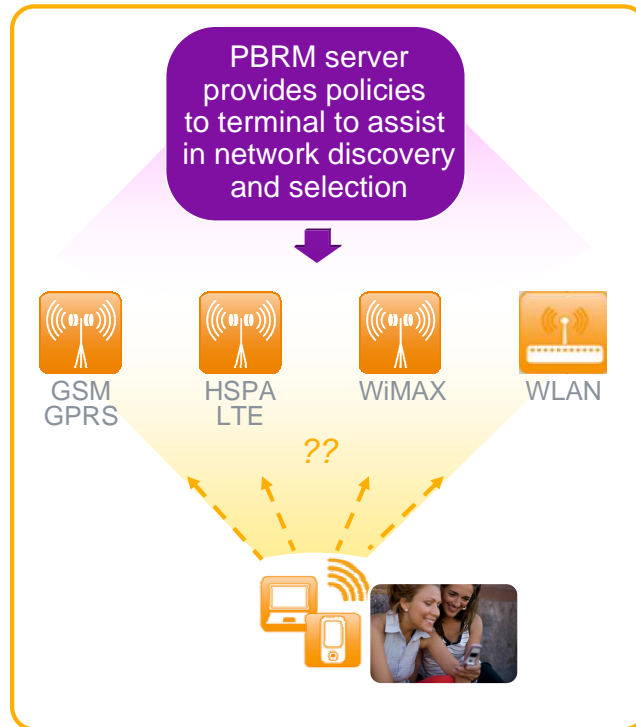 PBRM server
provides policies
to terminal to assist
in network discovery
and selection
GSM
GPRS
HSPA
LTE
WiMAX
WLAN
??